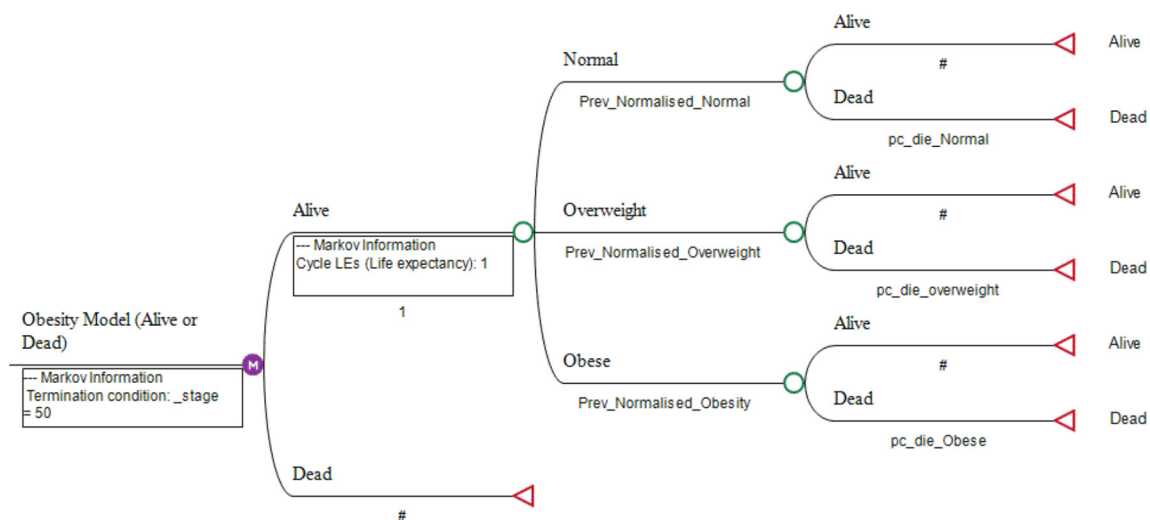 Alive
Alive
#
Normal
Prev_Normalised_Normal
Dead
Dead
pc_die_Normal
Alive
Alive
#
Alive
Overweight
--- Markov Information
Cycle LEs (Life expectancy): 1
Prev_Normalised_Overweight
Dead
Dead
pc_die_overweight
1
Obesity Model (Alive or
Dead)
M
--- Markov Information
Termination condition: _stage
= 50
Alive
Alive
#
Obese
Prev_Normalised_Obesity
Dead
Dead
pc_die_Obese
Dead
#